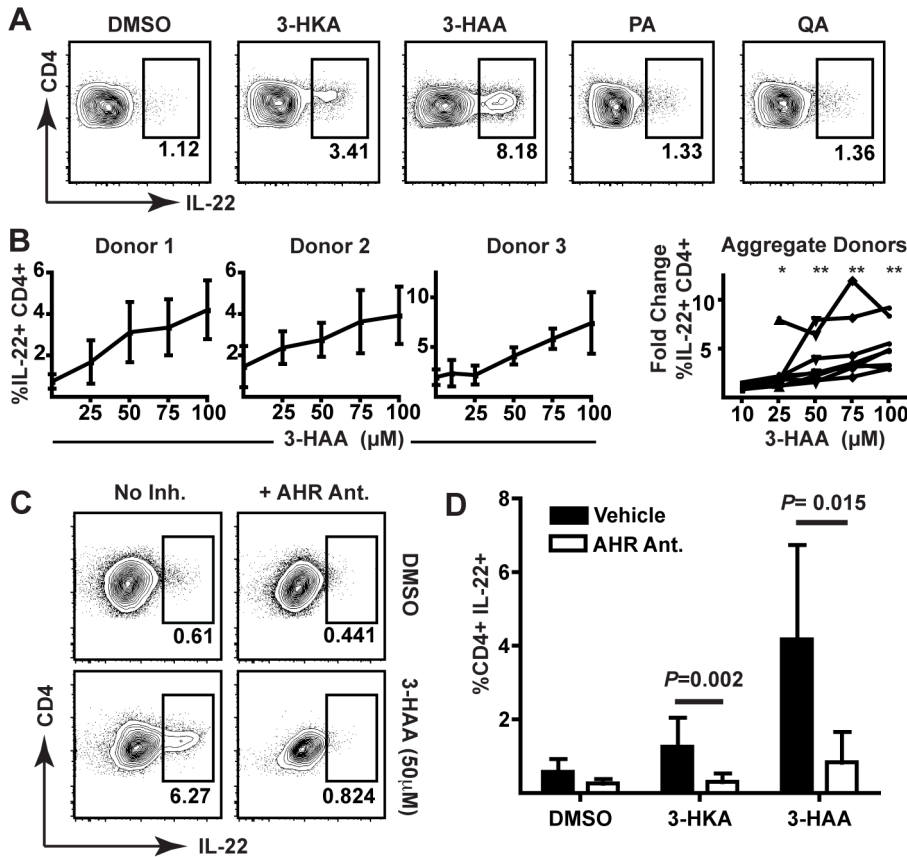 A
DMSO 3-HKA 3-HAA PA QA
CD4
1.12 3.41 8.18 1.33 1.36
IL-22
B
Donor 1 Donor 2 Donor 3 Aggregate Donors
%IL-22+ CD4+
6 4 2
25 50 75 100
6 4 2
25 50 75 100
10 5
25 50 75 100
3-HAA (µM)
Fold Change
%IL-22+ CD4+
* ** ** **
10 5
10 25 50 75 100
3-HAA (µM)
C
No Inh. + AHR Ant.
DMSO
0.61 0.441
3-HAA (50µM)
6.27 0.824
CD4
IL-22
D
%CD4+ IL-22+
8 6 4 2
Vehicle
AHR Ant.
P=0.002
P= 0.015
DMSO 3-HKA 3-HAA